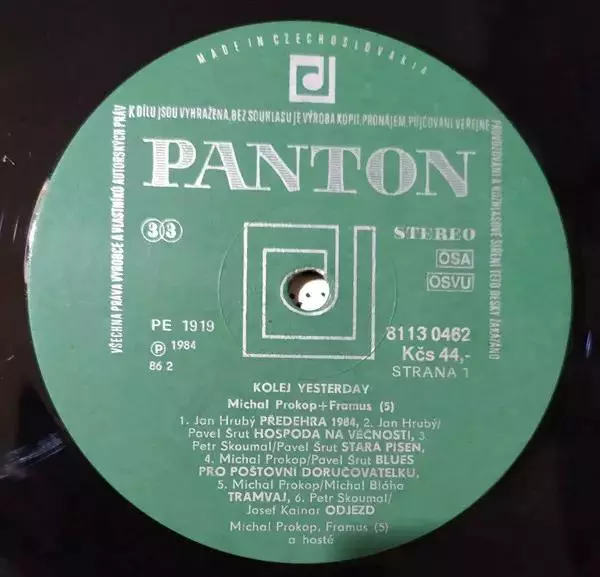 MADE IN CZECHOSLOVAKIA
VŠECHNA PRÁVA VÝROBCE A VLASTNÍKŮ AUTORSKÝCH PRÁV
K DÍLU JSOU VYHRAŽENA, BEZ SOUHLASU JE VÝROBA KOPIÍ, PRONÁJEM, PŮJČOVÁNÍ VEŘEJNÉ
PROVOZOVÁNÍ A ROZHLASOVÉ ŠÍŘENÍ TÉTO DESKY ZAKÁZÁNO
PANTON
33
STEREO
OSA
OSVU
PE 1919
℗ 1984
86 2
8113 0462
Kčs 44,-
STRANA 1
KOLEJ YESTERDAY
Michal Prokop+Framus (5)
1. Jan Hrubý PŘEDEHRA 1984, 2. Jan Hrubý/
Pavel Šrut HOSPODA NA VĚČNOSTI, 3.
Petr Skoumal/Pavel Šrut STARÁ PÍSEŇ,
4. Michal Prokop/Pavel Šrut BLUES
PRO POŠTOVNÍ DORUČOVATELKU,
5. Michal Prokop/Michal Bláha
TRAMVAJ, 6. Petr Skoumal/
Josef Kainar ODJEZD
Michal Prokop, Framus (5)
a hosté